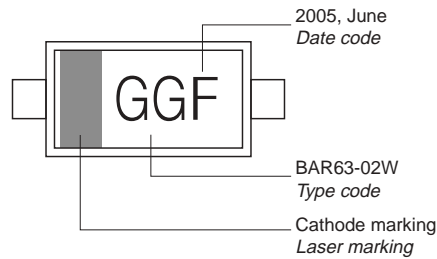 2005, June
Date code
GGF
BAR63-02W
Type code
Cathode marking
Laser marking